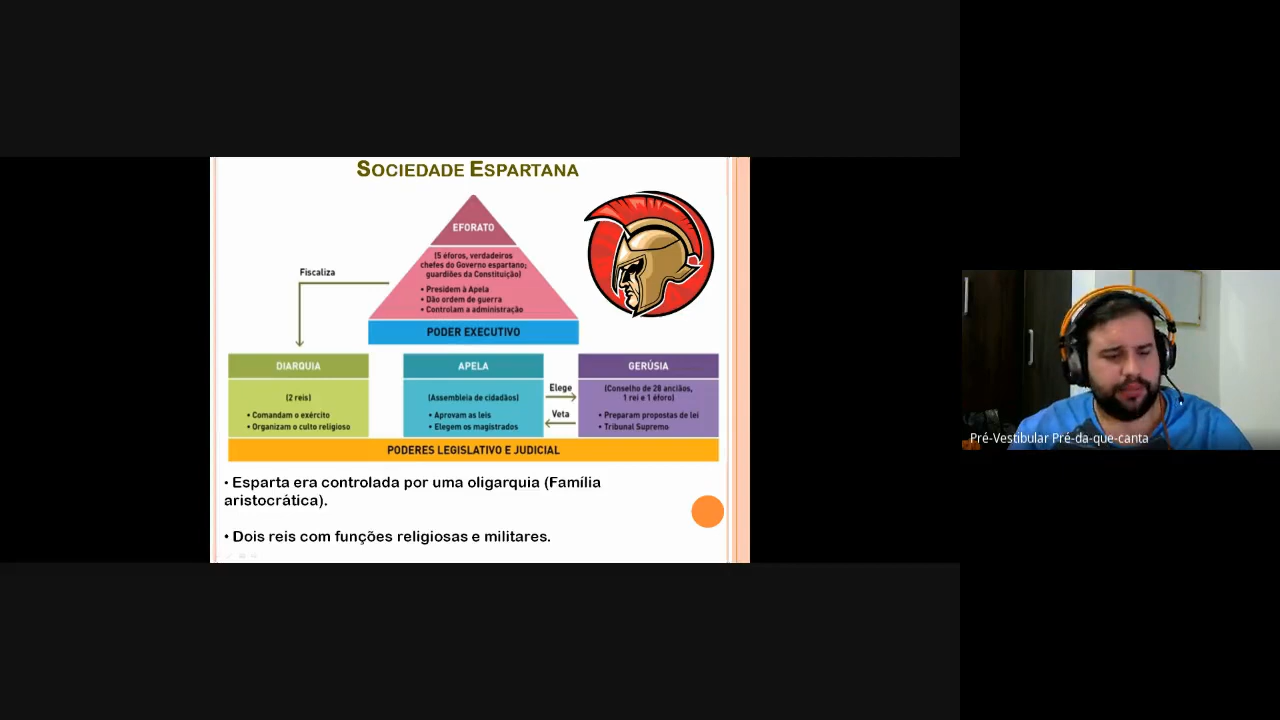 SOCIEDADE ESPARTANA
EFORATO
(5 éforos, verdadeiros
chefes do Governo espartano;
guardiões da Constituição)
• Presidem à Apela
• Dão ordem de guerra
• Controlam a administração
PODER EXECUTIVO
Fiscaliza
DIARQUIA
(2 reis)
• Comandam o exército
• Organizam o culto religioso
APELA
(Assembleia de cidadãos)
• Aprovam as leis
• Elegem os magistrados
Elege
Veta
GERÚSIA
(Conselho de 28 anciãos,
1 rei e 1 éforo)
• Preparam propostas de lei
• Tribunal Supremo
PODERES LEGISLATIVO E JUDICIAL
• Esparta era controlada por uma oligarquia (Família
aristocrática).
• Dois reis com funções religiosas e militares.
Pré-Vestibular Pré-da-que-canta